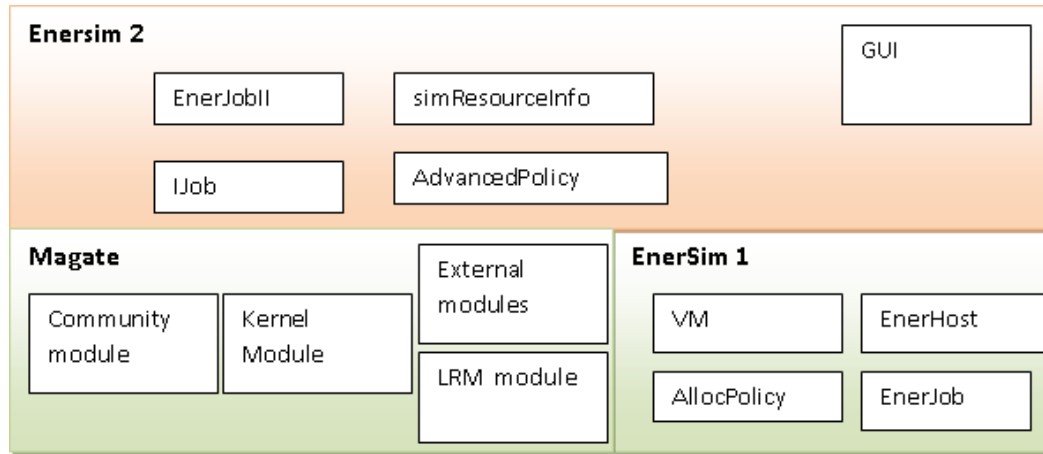 Enersim 2
GUI
EnerJobII
simResourceInfo
IJob
AdvancedPolicy
Magate
Community
module
Kernel
Module
External
modules
LRM module
EnerSim 1
VM
EnerHost
AllocPolicy
EnerJob